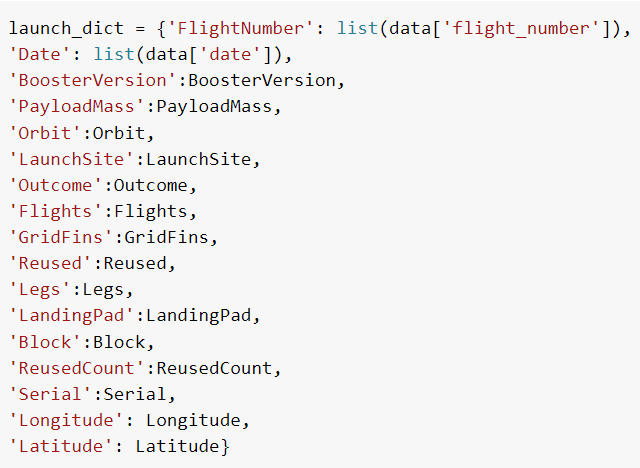 launch_dict = {'FlightNumber': list(data['flight_number']),
'Date': list(data['date']),
'BoosterVersion':BoosterVersion,
'PayloadMass':PayloadMass,
'Orbit':Orbit,
'LaunchSite':LaunchSite,
'Outcome':Outcome,
'Flights':Flights,
'GridFins':GridFins,
'Reused':Reused,
'Legs':Legs,
'LandingPad':LandingPad,
'Block':Block,
'ReusedCount':ReusedCount,
'Serial':Serial,
'Longitude': Longitude,
'Latitude': Latitude}